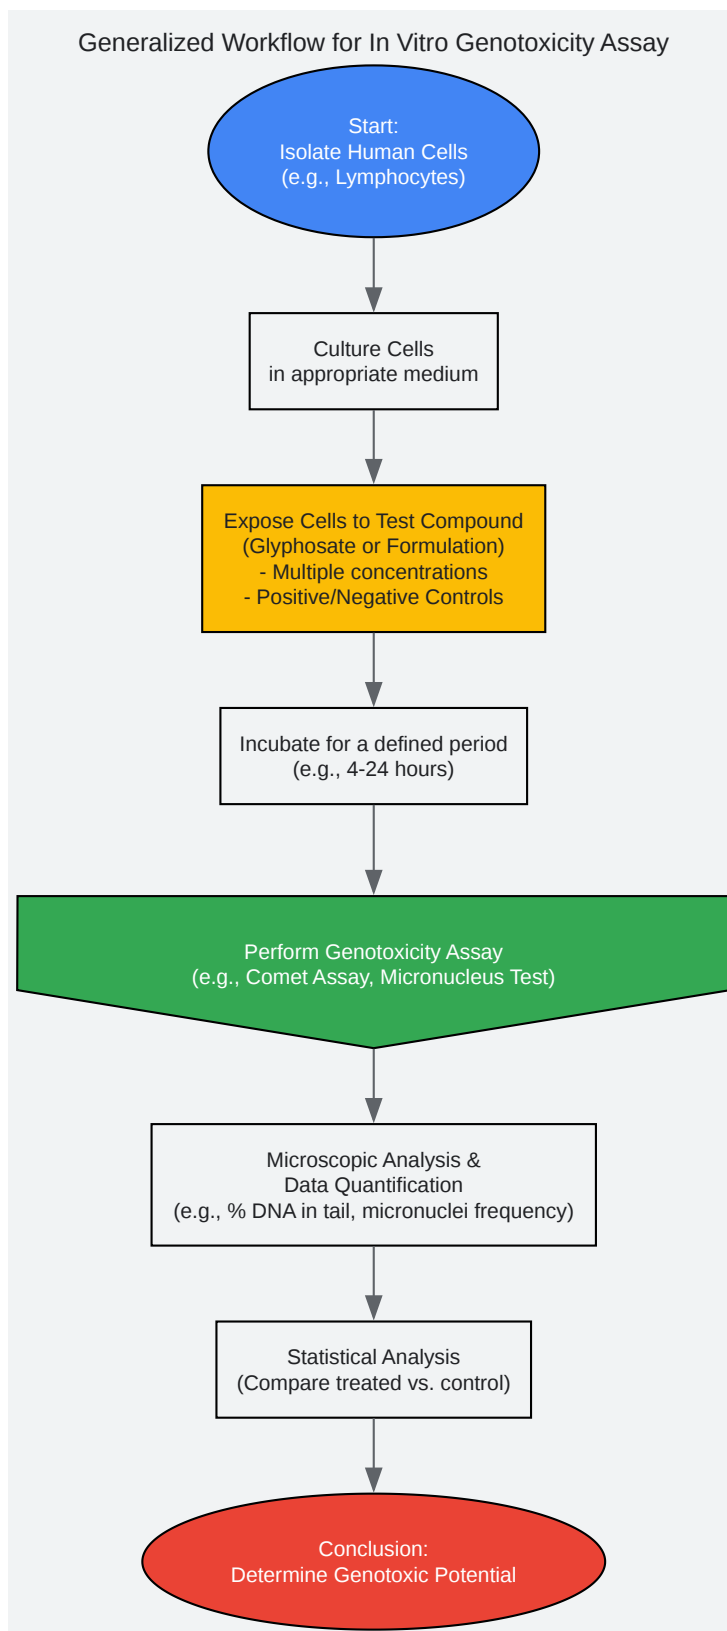 Generalized Workflow for In Vitro Genotoxicity Assay
Start:
Isolate Human Cells
(e.g., Lymphocytes)
Culture Cells
in appropriate medium
Expose Cells to Test Compound
(Glyphosate or Formulation)
- Multiple concentrations
- Positive/Negative Controls
Incubate for a defined period
(e.g., 4-24 hours)
Perform Genotoxicity Assay
(e.g., Comet Assay, Micronucleus Test)
Microscopic Analysis &
Data Quantification
(e.g., % DNA in tail, micronuclei frequency)
Statistical Analysis
(Compare treated vs. control)
Conclusion:
Determine Genotoxic Potential